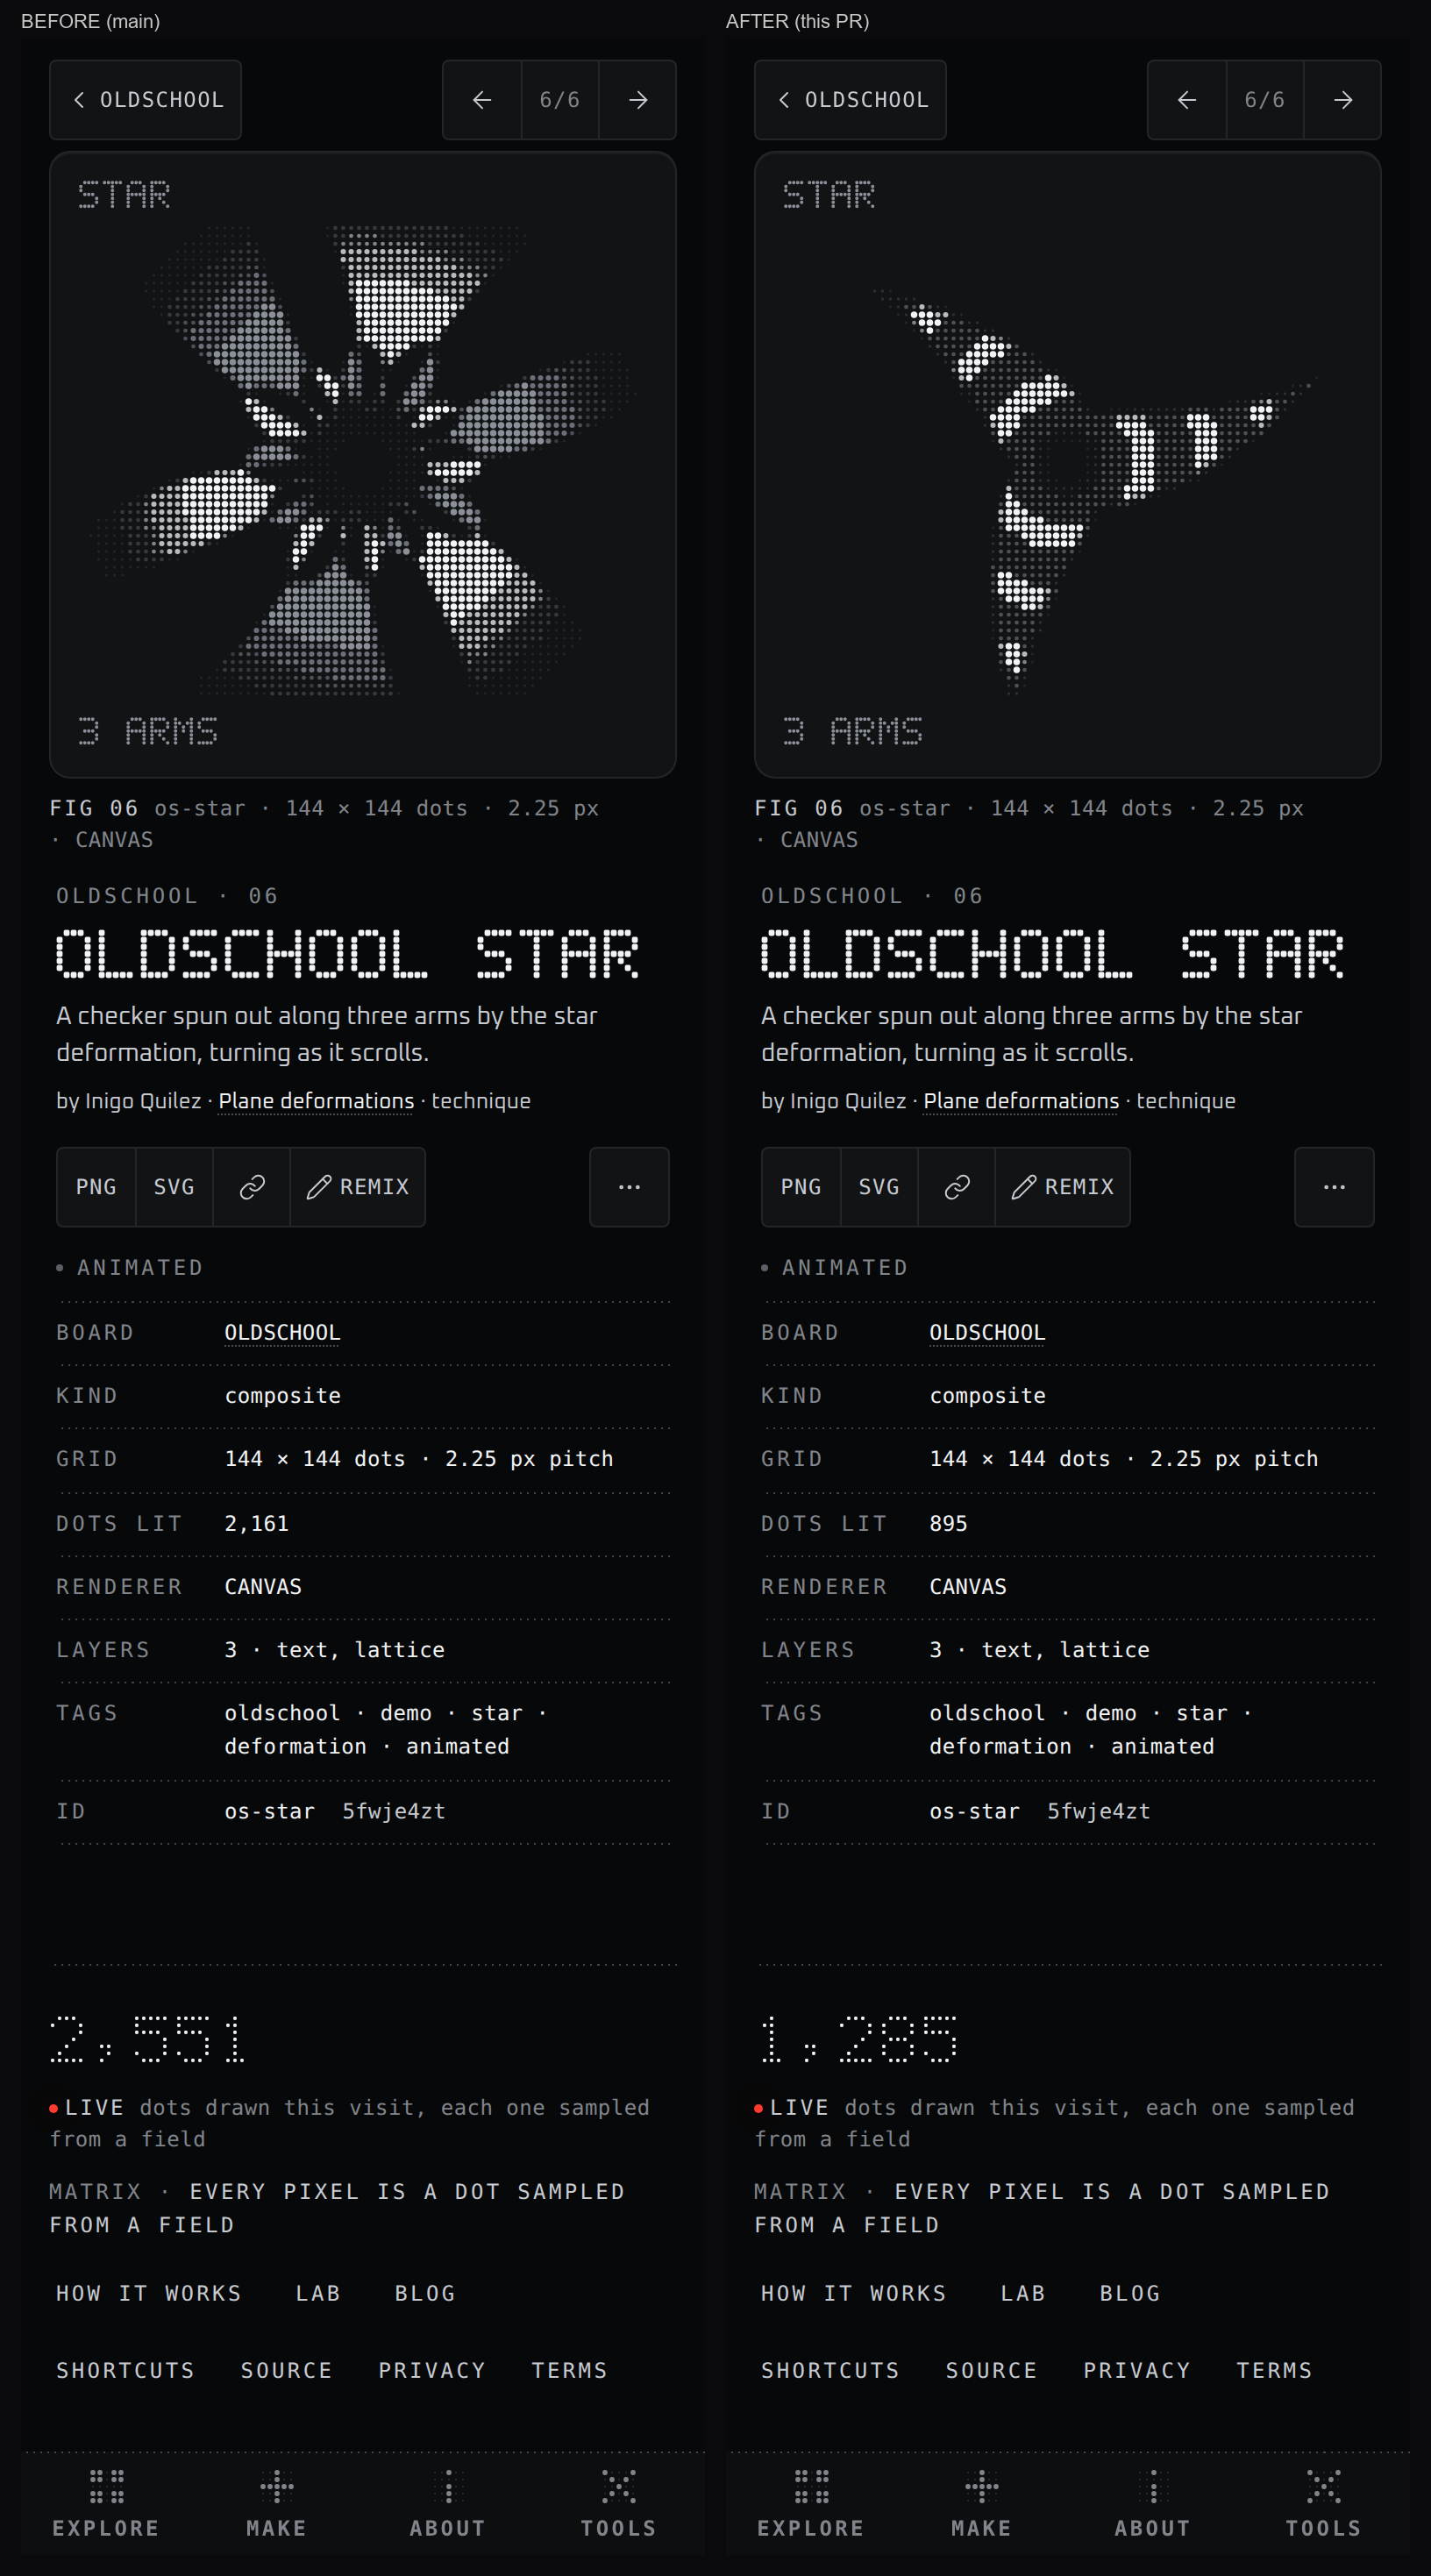 BEFORE (main)
OLDSCHOOL
6/6
STAR
3 ARMS
FIG 06 os-star · 144 × 144 dots · 2.25 px
· CANVAS
OLDSCHOOL · 06
OLDSCHOOL STAR
A checker spun out along three arms by the star
deformation, turning as it scrolls.
by Inigo Quilez · Plane deformations · technique
PNG SVG REMIX ...
ANIMATED
BOARD OLDSCHOOL
KIND composite
GRID 144 × 144 dots · 2.25 px pitch
DOTS LIT 2,161
RENDERER CANVAS
LAYERS 3 · text, lattice
TAGS oldschool · demo · star ·
deformation · animated
ID os-star 5fwje4zt
2,551
LIVE dots drawn this visit, each one sampled
from a field
MATRIX · EVERY PIXEL IS A DOT SAMPLED
FROM A FIELD
HOW IT WORKS LAB BLOG
SHORTCUTS SOURCE PRIVACY TERMS
EXPLORE MAKE ABOUT TOOLS
AFTER (this PR)
OLDSCHOOL
6/6
STAR
3 ARMS
FIG 06 os-star · 144 × 144 dots · 2.25 px
· CANVAS
OLDSCHOOL · 06
OLDSCHOOL STAR
A checker spun out along three arms by the star
deformation, turning as it scrolls.
by Inigo Quilez · Plane deformations · technique
PNG SVG REMIX ...
ANIMATED
BOARD OLDSCHOOL
KIND composite
GRID 144 × 144 dots · 2.25 px pitch
DOTS LIT 895
RENDERER CANVAS
LAYERS 3 · text, lattice
TAGS oldschool · demo · star ·
deformation · animated
ID os-star 5fwje4zt
1,285
LIVE dots drawn this visit, each one sampled
from a field
MATRIX · EVERY PIXEL IS A DOT SAMPLED
FROM A FIELD
HOW IT WORKS LAB BLOG
SHORTCUTS SOURCE PRIVACY TERMS
EXPLORE MAKE ABOUT TOOLS